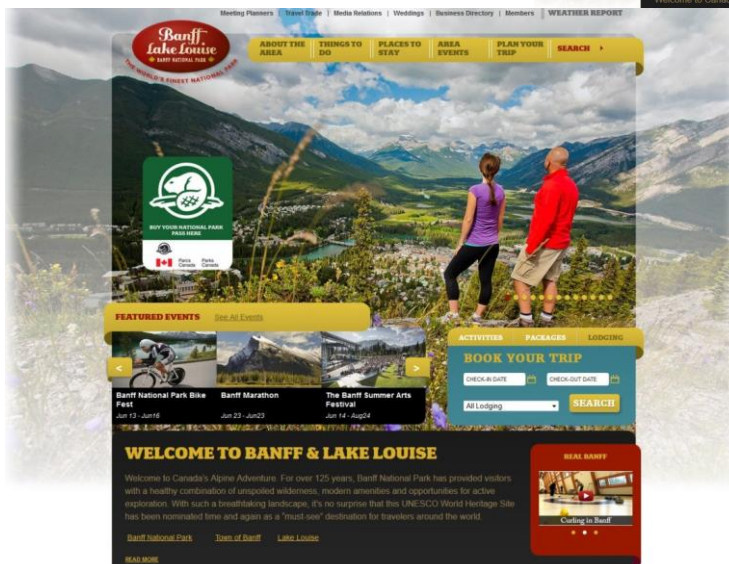 Welcome to Canad
Meeting Planners | Travel Trade | Media Relations | Weddings | Business Directory | Members | WEATHER REPORT
Banff
Lake Louise
BANFF NATIONAL PARK
THE WORLD'S FINEST NATIONAL PARK
ABOUT THE AREA
THINGS TO DO
PLACES TO STAY
AREA EVENTS
PLAN YOUR TRIP
SEARCH
BUY YOUR NATIONAL PARK
PASS HERE
Parcs Canada
Parks Canada
FEATURED EVENTS See All Events
< >
Banff National Park Bike Fest
Jun 13 - Jun16
Banff Marathon
Jun 23 - Jun23
The Banff Summer Arts Festival
Jun 14 - Aug24
ACTIVITIES PACKAGES LODGING
BOOK YOUR TRIP
CHECK-IN DATE CHECK-OUT DATE
All Lodging SEARCH
WELCOME TO BANFF & LAKE LOUISE
Welcome to Canada's Alpine Adventure. For over 125 years, Banff National Park has provided visitors
with a healthy combination of unspoiled wilderness, modern amenities and opportunities for active
exploration. With such a breathtaking landscape, it's no surprise that this UNESCO World Heritage Site
has been nominated time and again as a "must-see" destination for travelers around the world.
Banff National Park Town of Banff Lake Louise
READ MORE
REAL BANFF
Curling in Banff